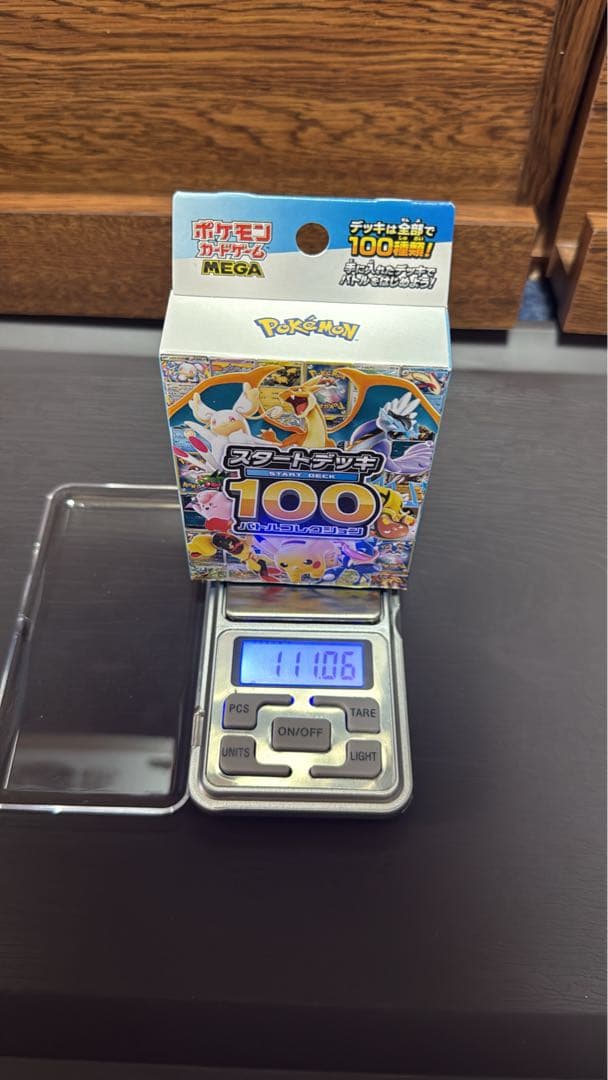 ポケモン
カードゲーム
MEGA
デッキは全部で
100種類!
手に入れたデッキで
バトルをはじめよう!
POKÉMON
スタートデッキ
START DECK
100
バトルコレクション
111.06
PCS
TARE
ON/OFF
UNITS
LIGHT